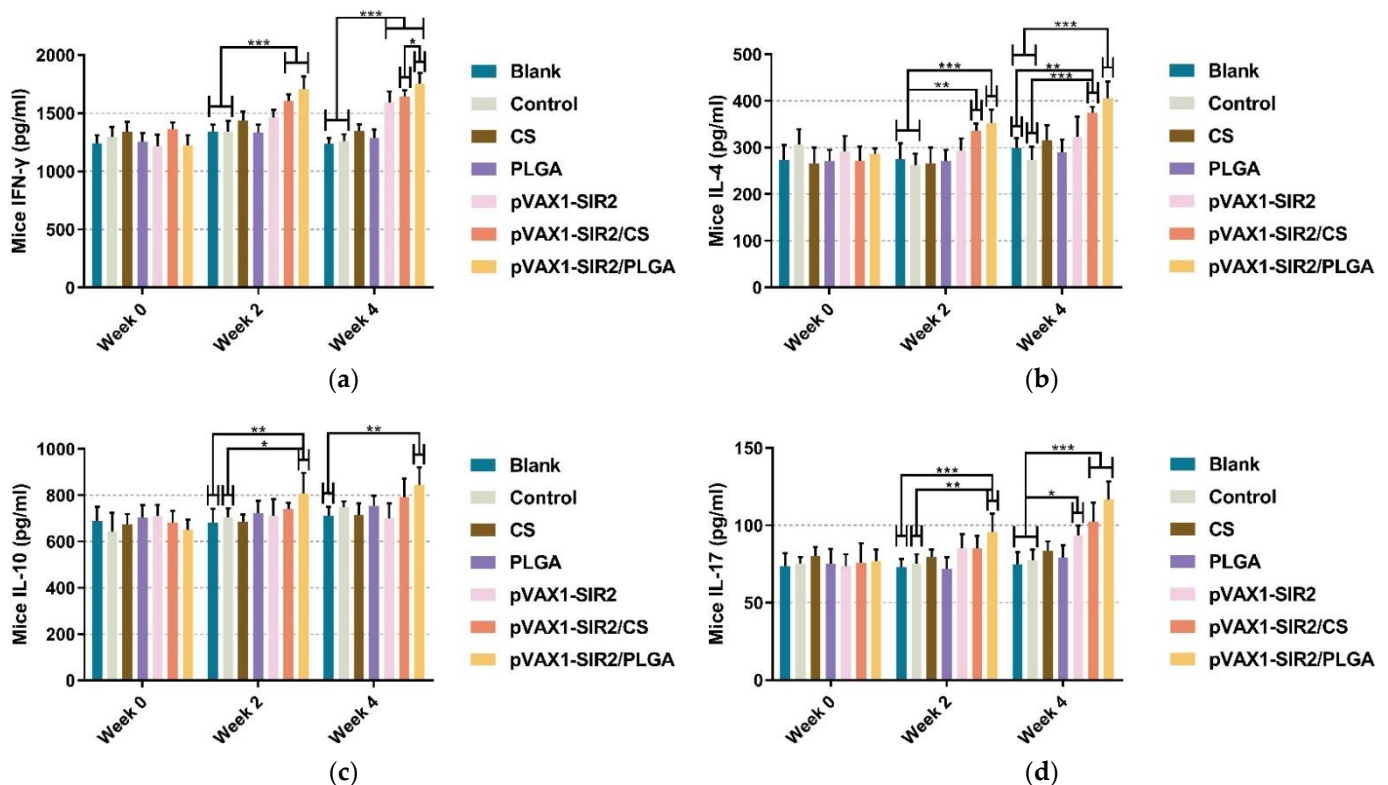 Mice IFN-γ (pg/ml)
2000
1500
1000
500
0
***
***
*
Week 0
Week 2
Week 4
Blank
Control
CS
PLGA
pVAX1-SIR2
pVAX1-SIR2/CS
pVAX1-SIR2/PLGA
(a)
Mice IL-4 (pg/ml)
500
400
300
200
100
0
***
**
***
**
***
Week 0
Week 2
Week 4
Blank
Control
CS
PLGA
pVAX1-SIR2
pVAX1-SIR2/CS
pVAX1-SIR2/PLGA
(b)
Mice IL-10 (pg/ml)
1000
800
600
400
200
0
**
*
**
Week 0
Week 2
Week 4
Blank
Control
CS
PLGA
pVAX1-SIR2
pVAX1-SIR2/CS
pVAX1-SIR2/PLGA
(c)
Mice IL-17 (pg/ml)
150
100
50
0
***
**
***
*
Week 0
Week 2
Week 4
Blank
Control
CS
PLGA
pVAX1-SIR2
pVAX1-SIR2/CS
pVAX1-SIR2/PLGA
(d)